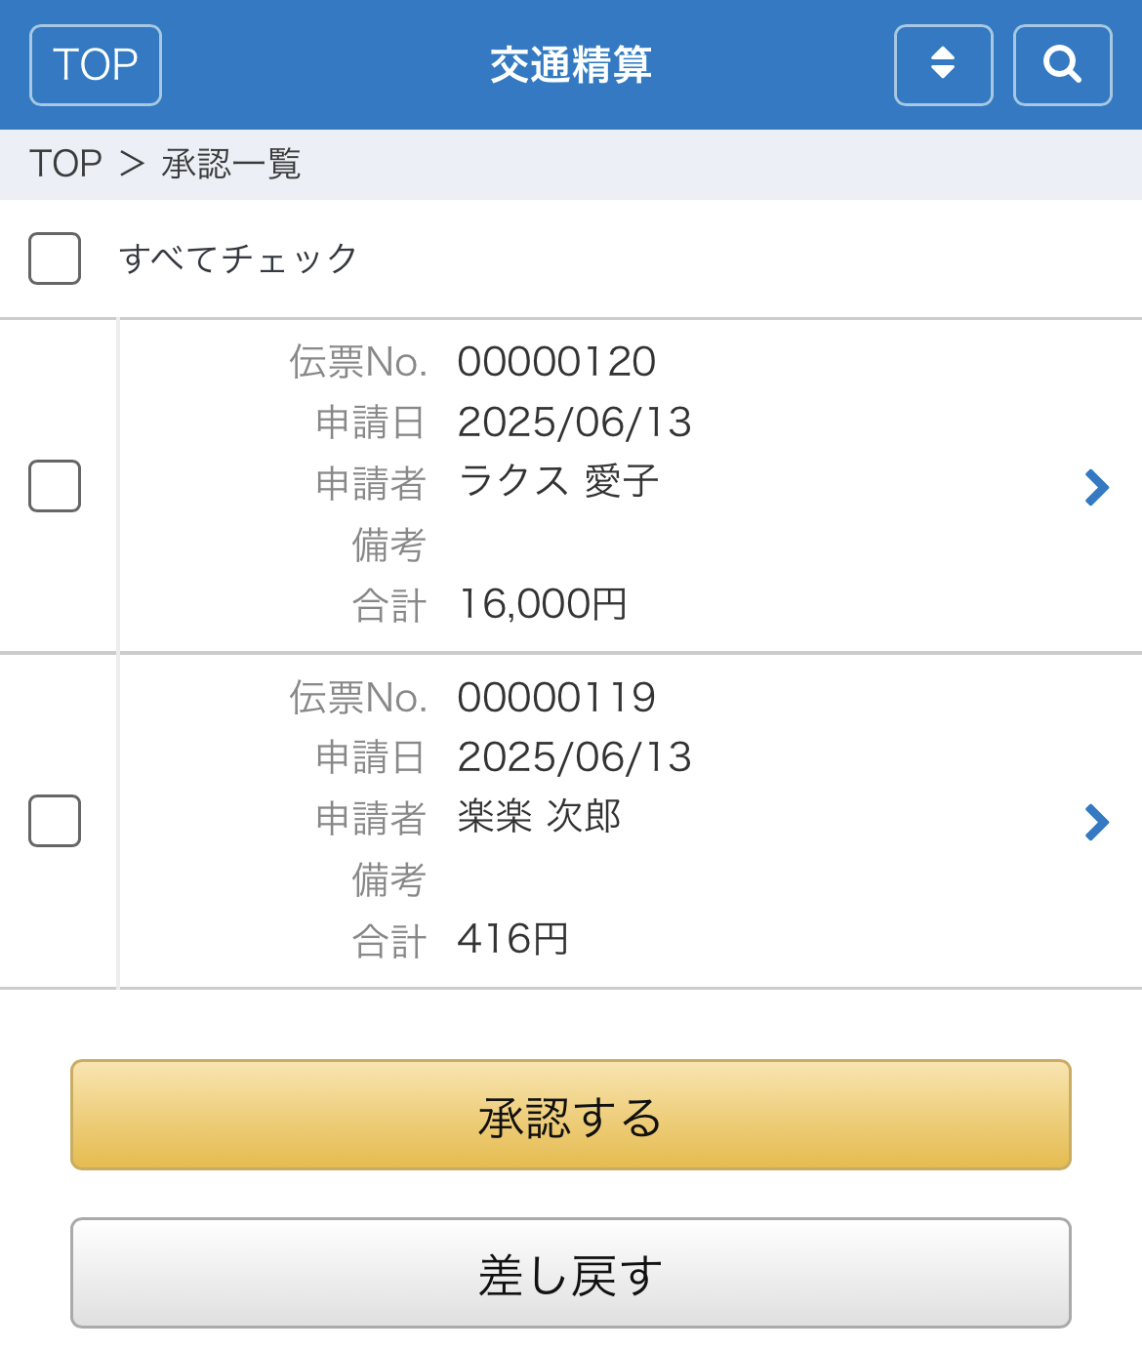 TOP 交通精算
TOP ＞ 承認一覧
すべてチェック
伝票No. 00000120
申請日 2025/06/13
申請者 ラクス 愛子
備考
合計 16,000円
伝票No. 00000119
申請日 2025/06/13
申請者 楽楽 次郎
備考
合計 416円
承認する
差し戻す